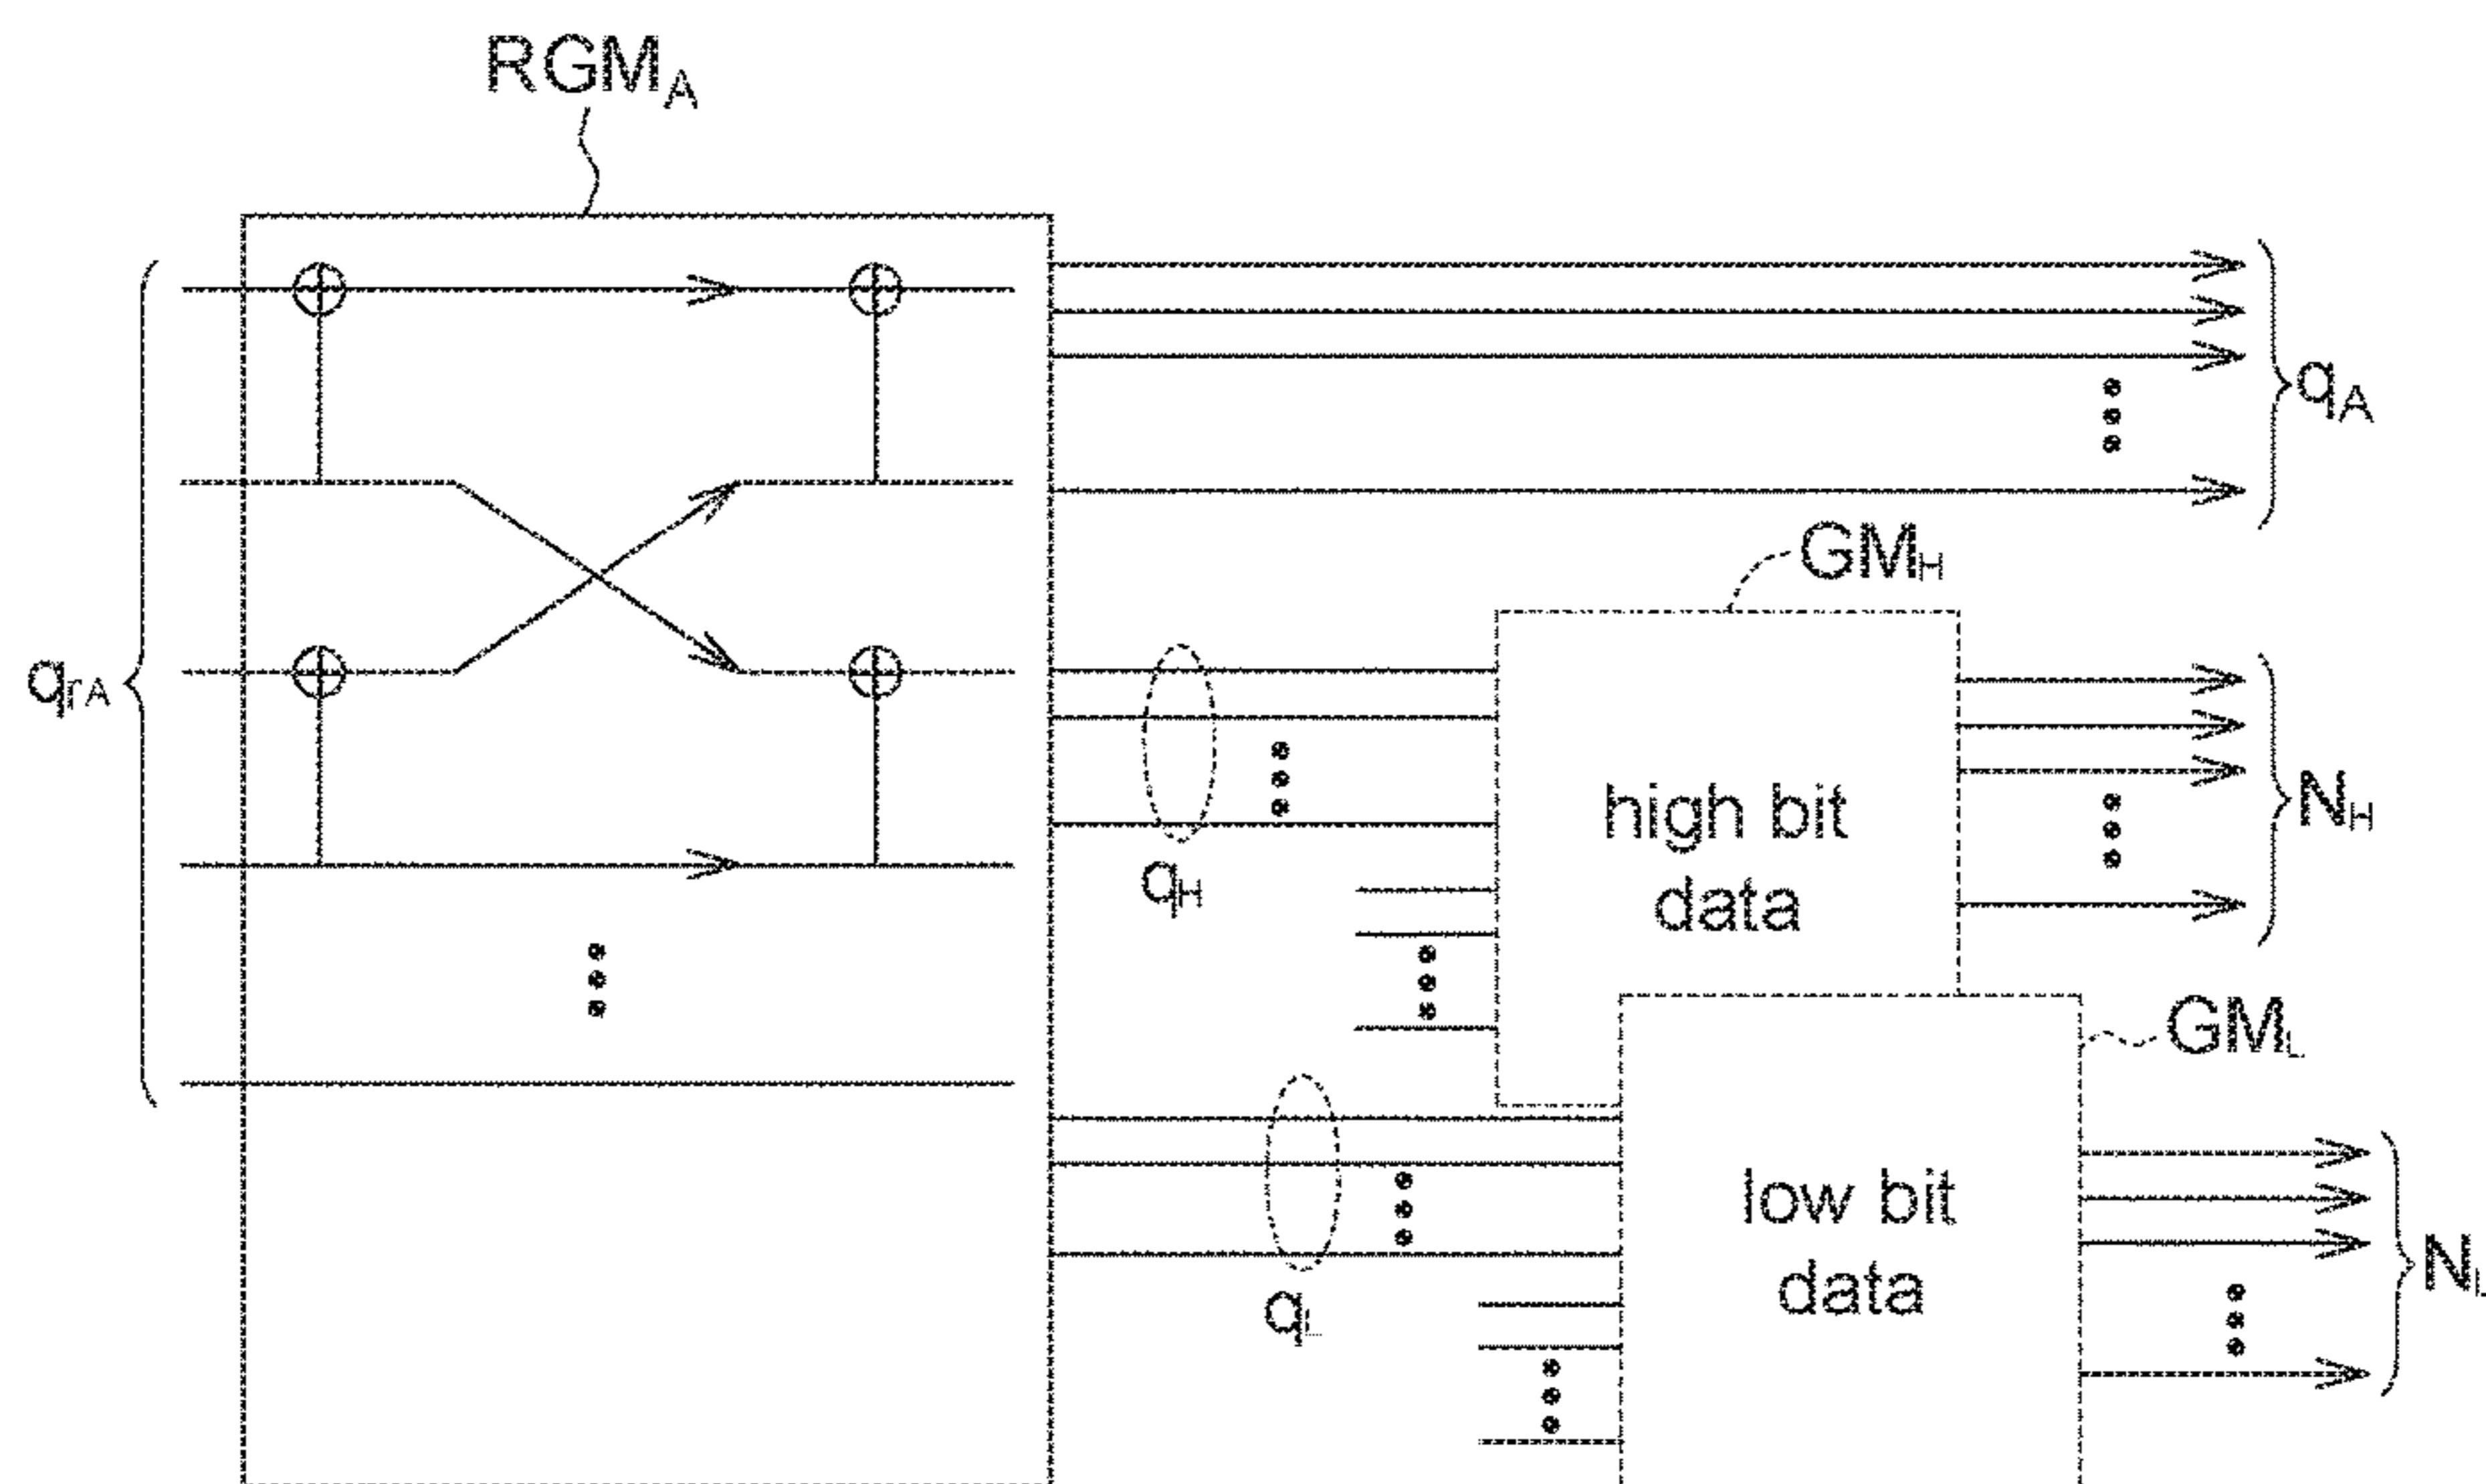 RGMA
qrA
qA
GMH
qH
high bit
data
NH
GML
qL
low bit
data
NL